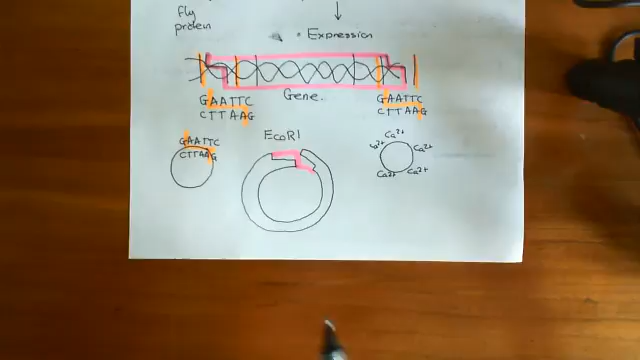 fly
protein
Expression
Gene.
GAATTC
CTTAAG
GAATTC
CTTAAG
GAATTC
CTTAAG
EcoRI
Ca²⁺
Ca²⁺
Ca²⁺
Ca²⁺